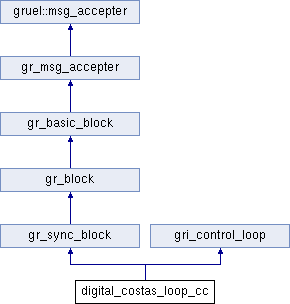 gruel::msg_accepter
gr_msg_accepter
gr_basic_block
gr_block
gr_sync_block gri_control_loop
digital_costas_loop_cc